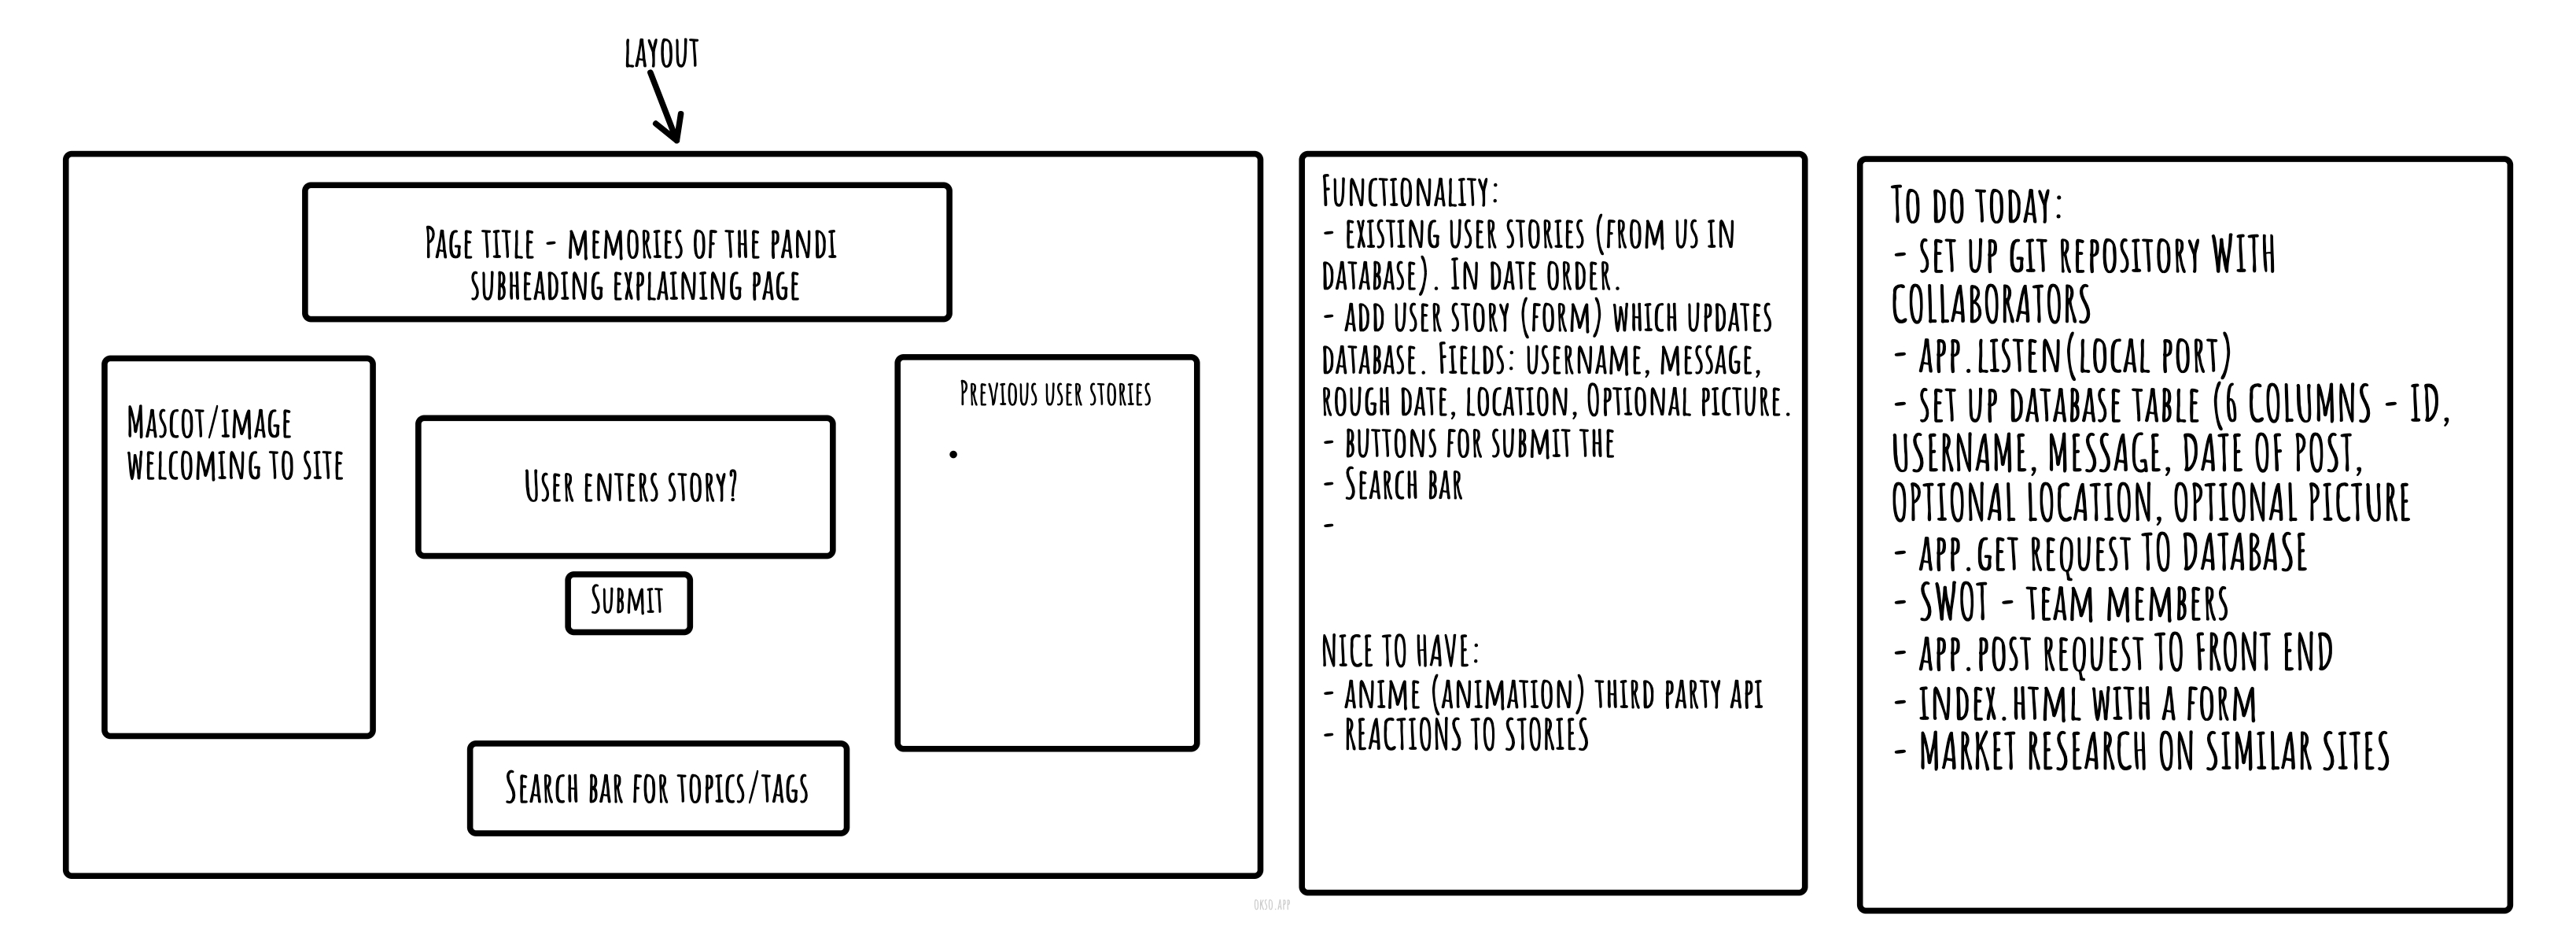 LAYOUT
PAGE TITLE - MEMORIES OF THE PANDI
SUBHEADING EXPLAINING PAGE
MASCOT/IMAGE
WELCOMING TO SITE
USER ENTERS STORY?
SUBMIT
SEARCH BAR FOR TOPICS/TAGS
PREVIOUS USER STORIES
•
FUNCTIONALITY:
- EXISTING USER STORIES (FROM US IN
DATABASE). IN DATE ORDER.
- ADD USER STORY (FORM) WHICH UPDATES
DATABASE. FIELDS: USERNAME, MESSAGE,
ROUGH DATE, LOCATION, OPTIONAL PICTURE.
- BUTTONS FOR SUBMIT THE
- SEARCH BAR
-
NICE TO HAVE:
- ANIME (ANIMATION) THIRD PARTY API
- REACTIONS TO STORIES
TO DO TODAY:
- SET UP GIT REPOSITORY WITH
COLLABORATORS
- APP.LISTEN(LOCAL PORT)
- SET UP DATABASE TABLE (6 COLUMNS - ID,
USERNAME, MESSAGE, DATE OF POST,
OPTIONAL LOCATION, OPTIONAL PICTURE
- APP.GET REQUEST TO DATABASE
- SWOT - TEAM MEMBERS
- APP.POST REQUEST TO FRONT END
- INDEX.HTML WITH A FORM
- MARKET RESEARCH ON SIMILAR SITES
OKSO.APP